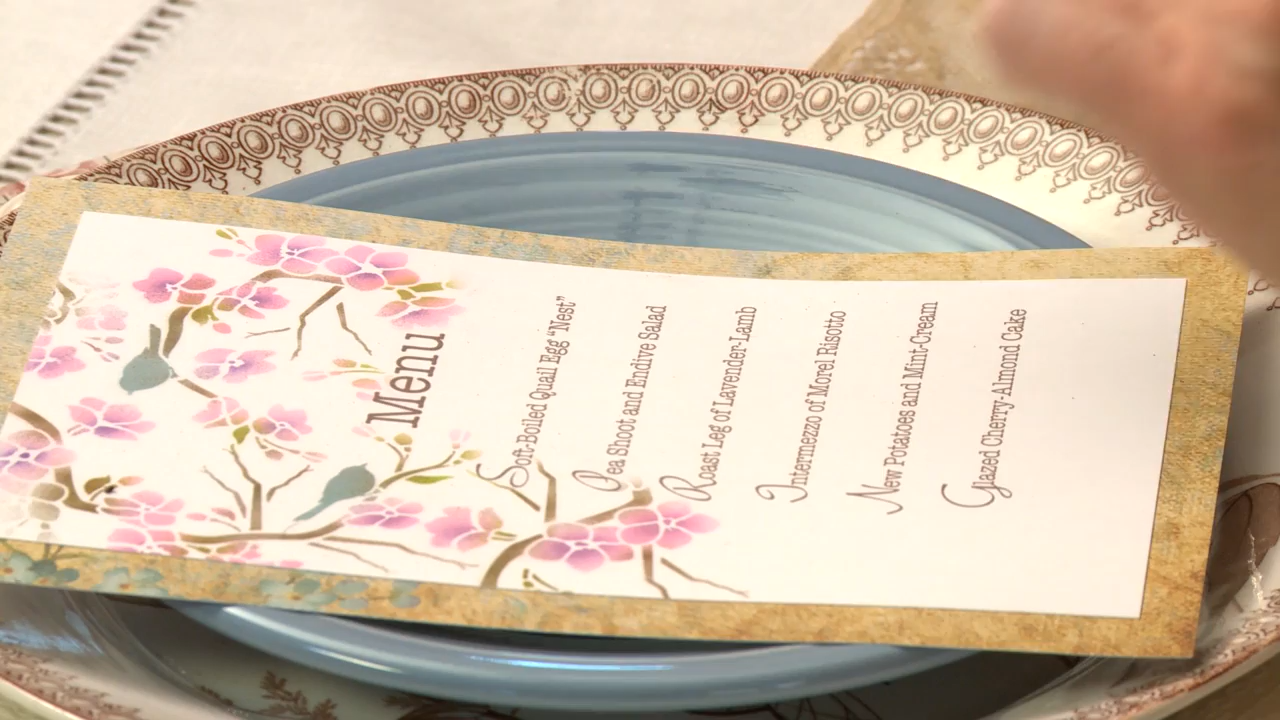 Menu
Soft-Boiled Quail Egg “Nest”
Pea Shoot and Endive Salad
Roast Leg of Lavender-Lamb
Intermezzo of Morel Risotto
New Potatoes and Mint-Cream
Glazed Cherry-Almond Cake